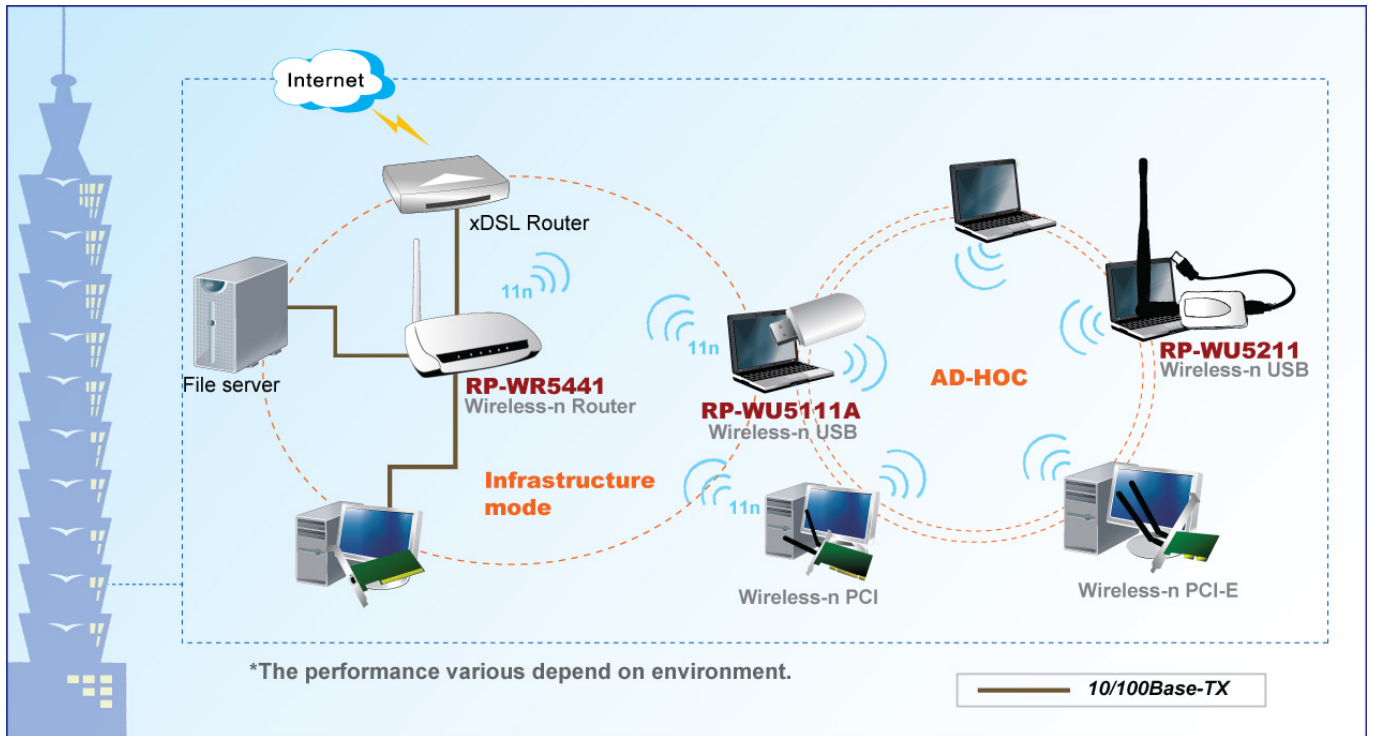 Internet
xDSL Router
11n
File server
RP-WR5441
Wireless-n Router
11n
RP-WU5111A
Wireless-n USB
AD-HOC
RP-WU5211
Wireless-n USB
Infrastructure
mode
11n
Wireless-n PCI
Wireless-n PCI-E
*The performance various depend on environment.
10/100Base-TX